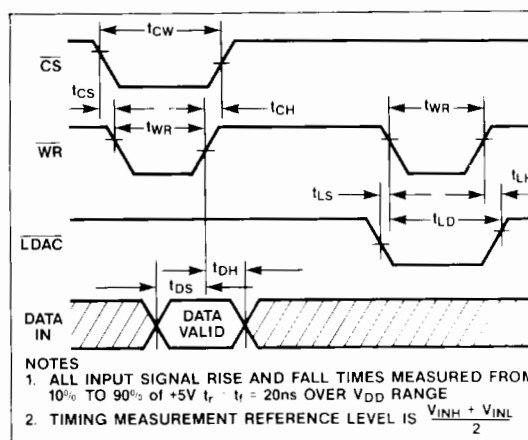 tCW
CS
tCS
tCH
tWR
tWR
WR
tLS
tLD
tLH
LDAC
tDH
tDS
DATA IN
DATA VALID
NOTES
1. ALL INPUT SIGNAL RISE AND FALL TIMES MEASURED FROM
10% TO 90% of +5V tr tf = 20ns OVER VDD RANGE
2. TIMING MEASUREMENT REFERENCE LEVEL IS VINH + VINL / 2